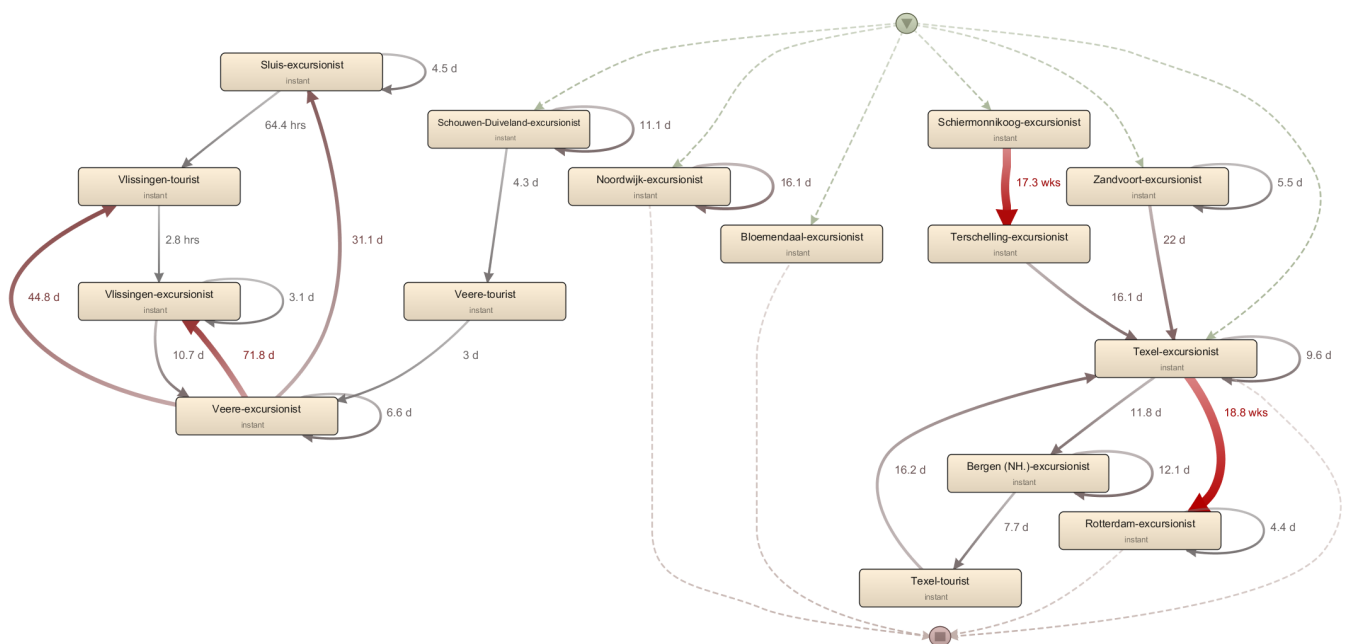 Sluis-excursionist
instant
4.5 d
64.4 hrs
Schouwen-Duiveland-excursionist
instant
11.1 d
Schiermonnikoog-excursionist
instant
Vlissingen-tourist
instant
4.3 d
Noordwijk-excursionist
instant
16.1 d
17.3 wks
Zandvoort-excursionist
instant
5.5 d
2.8 hrs
31.1 d
Bloemendaal-excursionist
instant
Terschelling-excursionist
instant
22 d
44.8 d
Vlissingen-excursionist
instant
3.1 d
Veere-tourist
instant
16.1 d
10.7 d
71.8 d
3 d
Texel-excursionist
instant
9.6 d
Veere-excursionist
instant
6.6 d
11.8 d
18.8 wks
16.2 d
Bergen (NH.)-excursionist
instant
12.1 d
7.7 d
Rotterdam-excursionist
instant
4.4 d
Texel-tourist
instant